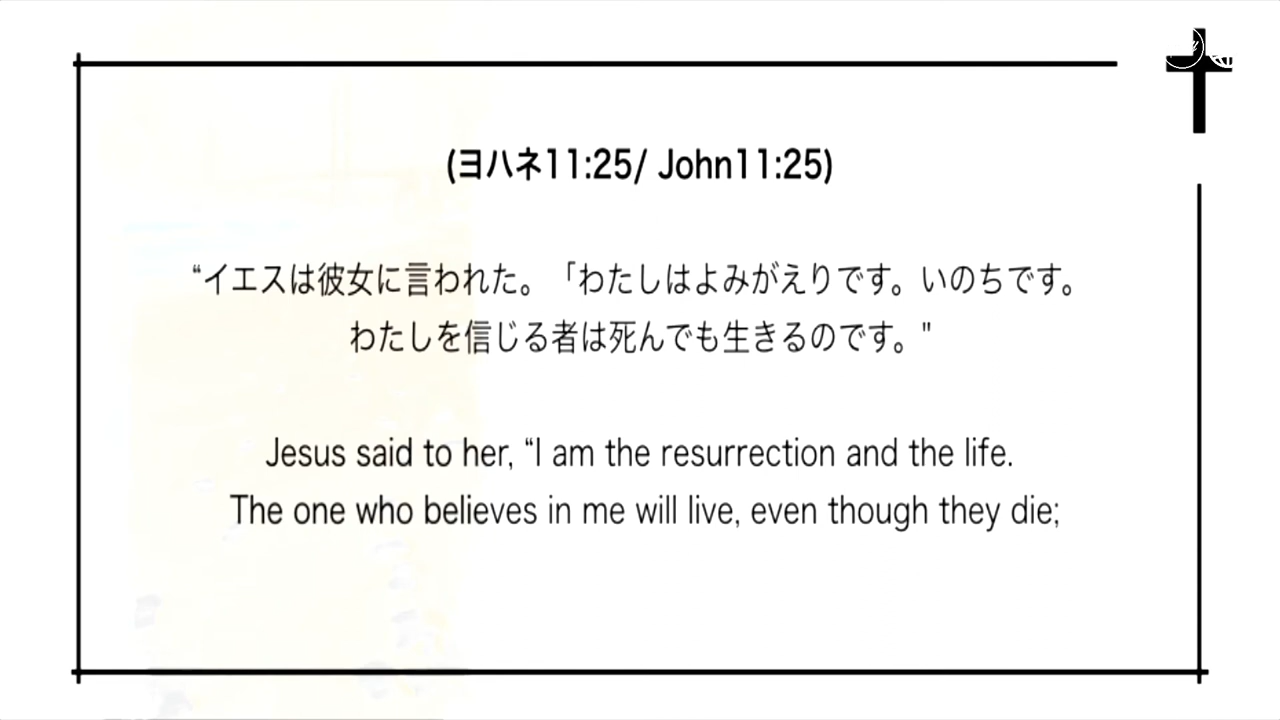 (ヨハネ11:25/ John11:25)
“イエスは彼女に言われた。「わたしはよみがえりです。いのちです。
わたしを信じる者は死んでも生きるのです。"
Jesus said to her, “I am the resurrection and the life.
The one who believes in me will live, even though they die;